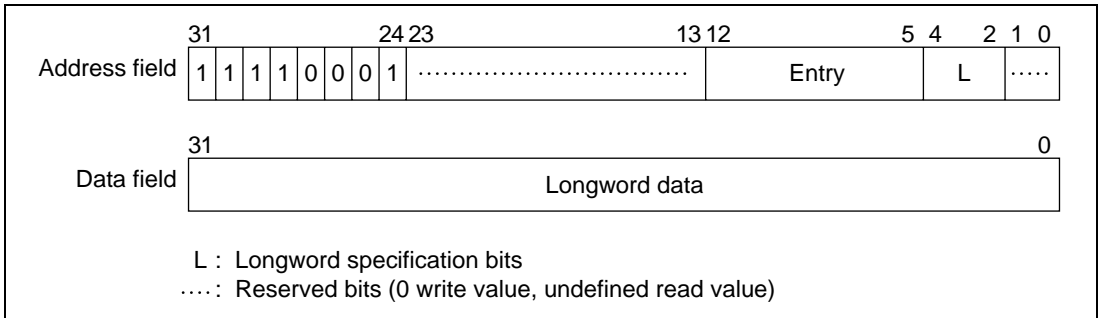 31 24 23 13 12 5 4 2 1 0
Address field 1 1 1 1 0 0 0 1 ................................ Entry L .....
31 0
Data field Longword data
L : Longword specification bits
.... : Reserved bits (0 write value, undefined read value)